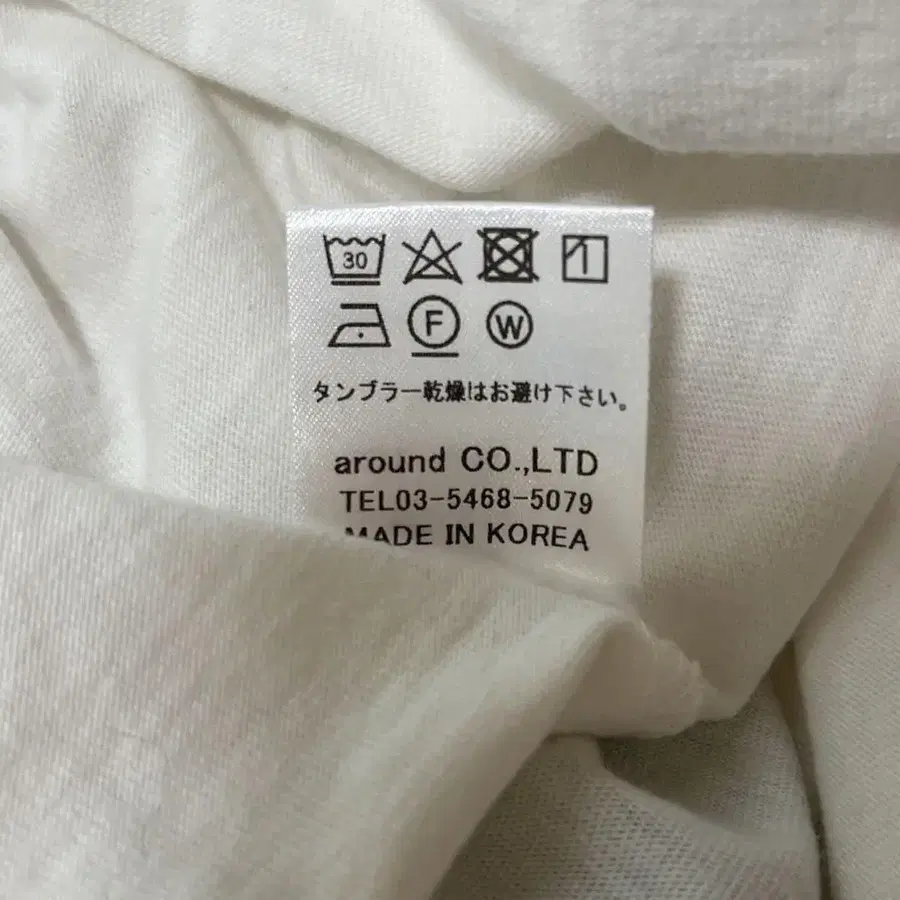 30
F W
タンブラー乾燥はお避け下さい。
around CO.,LTD
TEL03-5468-5079
MADE IN KOREA